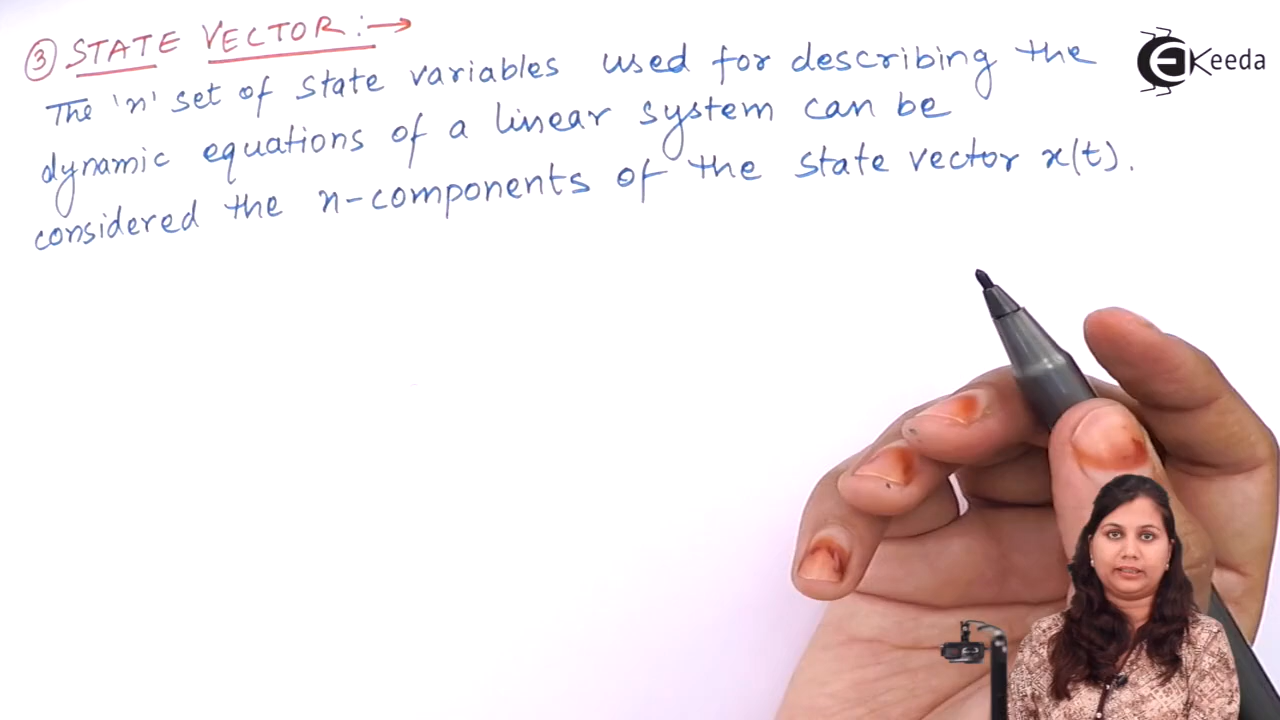 ③ STATE VECTOR :→
The 'n' set of state variables used for describing the
dynamic equations of a linear system can be
considered the n-components of the state vector x(t).
EKeeda